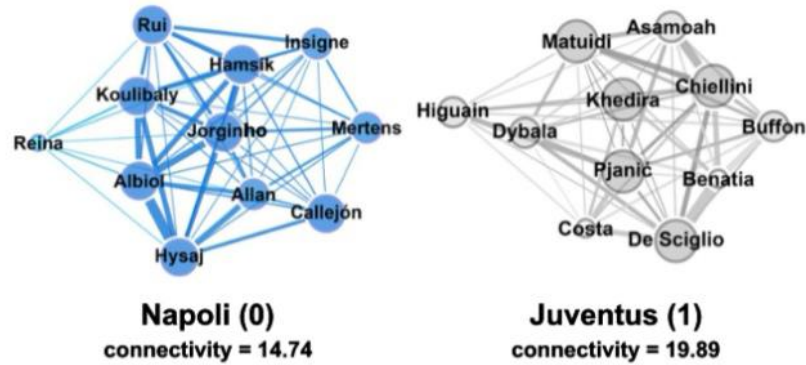 Rui
Insigne
Hamsík
Koulibaly
Jorginho
Mertens
Reina
Albiol
Allan
Callejón
Hysaj
Napoli (0)
connectivity = 14.74
Asamoah
Matuidi
Chiellini
Khedira
Higuain
Dybala
Buffon
Pjanić
Benatia
Costa
De Sciglio
Juventus (1)
connectivity = 19.89